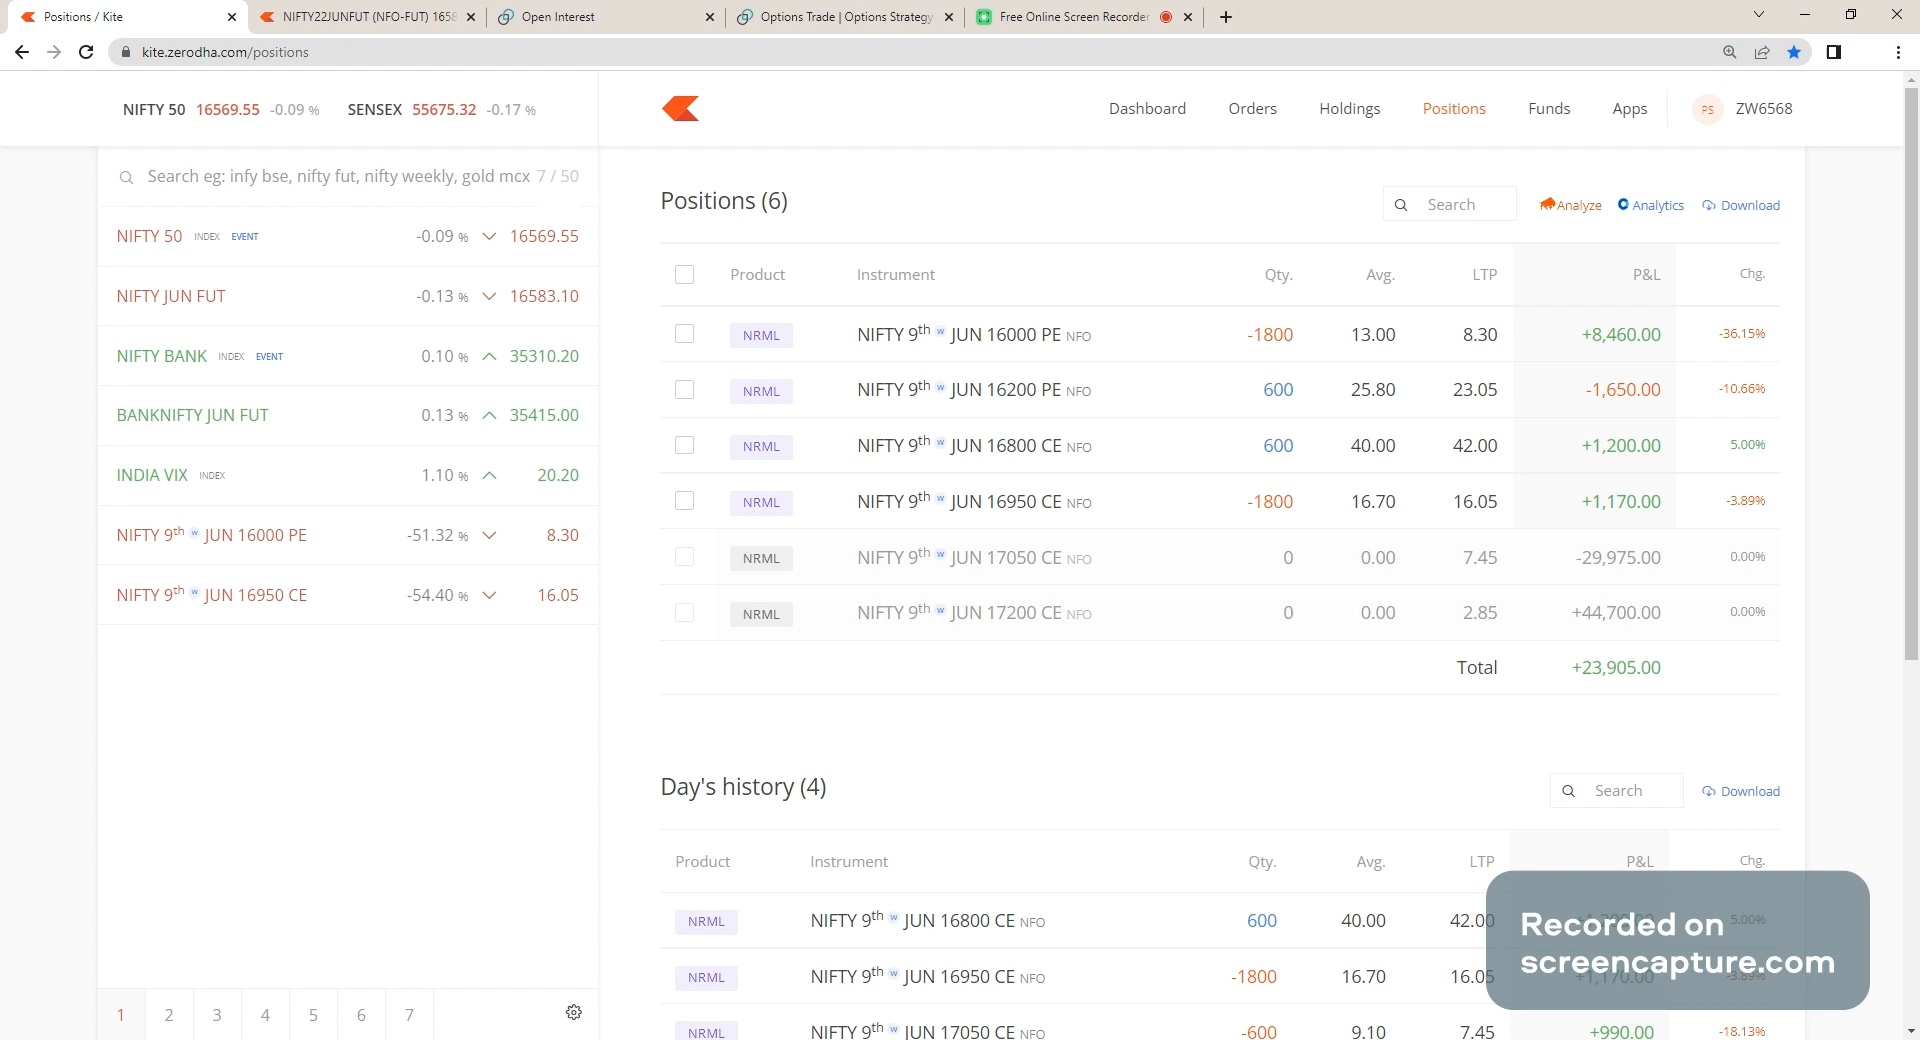 Positions / Kite
NIFTY22JUNFUT (NFO-FUT) 1658
Open Interest
Options Trade | Options Strategy
Free Online Screen Recorder
kite.zerodha.com/positions
NIFTY 50 16569.55 -0.09 % SENSEX 55675.32 -0.17 %
Dashboard Orders Holdings Positions Funds Apps PS ZW6568
Search eg: infy bse, nifty fut, nifty weekly, gold mcx 7 / 50
NIFTY 50 INDEX EVENT -0.09 % 16569.55
NIFTY JUN FUT -0.13 % 16583.10
NIFTY BANK INDEX EVENT 0.10 % 35310.20
BANKNIFTY JUN FUT 0.13 % 35415.00
INDIA VIX INDEX 1.10 % 20.20
NIFTY 9th w JUN 16000 PE -51.32 % 8.30
NIFTY 9th w JUN 16950 CE -54.40 % 16.05
1 2 3 4 5 6 7
Positions (6) Search Analyze Analytics Download
Product Instrument Qty. Avg. LTP P&L Chg.
NRML NIFTY 9th w JUN 16000 PE NFO -1800 13.00 8.30 +8,460.00 -36.15%
NRML NIFTY 9th w JUN 16200 PE NFO 600 25.80 23.05 -1,650.00 -10.66%
NRML NIFTY 9th w JUN 16800 CE NFO 600 40.00 42.00 +1,200.00 5.00%
NRML NIFTY 9th w JUN 16950 CE NFO -1800 16.70 16.05 +1,170.00 -3.89%
NRML NIFTY 9th w JUN 17050 CE NFO 0 0.00 7.45 -29,975.00 0.00%
NRML NIFTY 9th w JUN 17200 CE NFO 0 0.00 2.85 +44,700.00 0.00%
Total +23,905.00
Day's history (4) Search Download
Product Instrument Qty. Avg. LTP P&L Chg.
NRML NIFTY 9th w JUN 16800 CE NFO 600 40.00 42.00 +1,200.00 5.00%
NRML NIFTY 9th w JUN 16950 CE NFO -1800 16.70 16.05 +1,170.00 -3.89%
NRML NIFTY 9th w JUN 17050 CE NFO -600 9.10 7.45 +990.00 -18.13%
Recorded on
screencapture.com